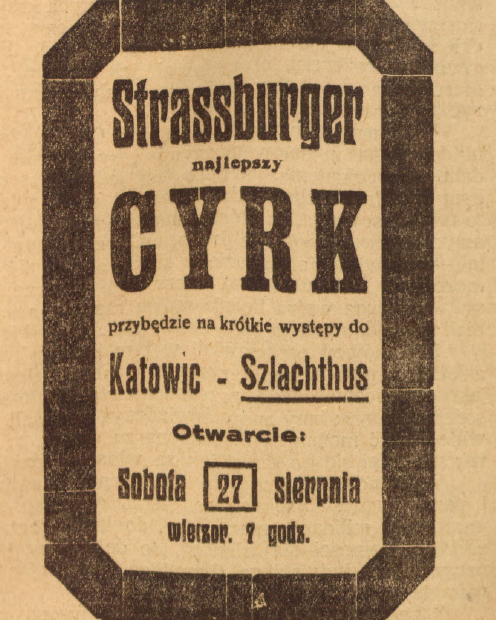 Strassburger
najlepszy
CYRK
przybędzie na krótkie występy do
Katowic - Szlachthus
Otwarcie:
Sobota 27 sierpnia
wieczor. 7 godz.